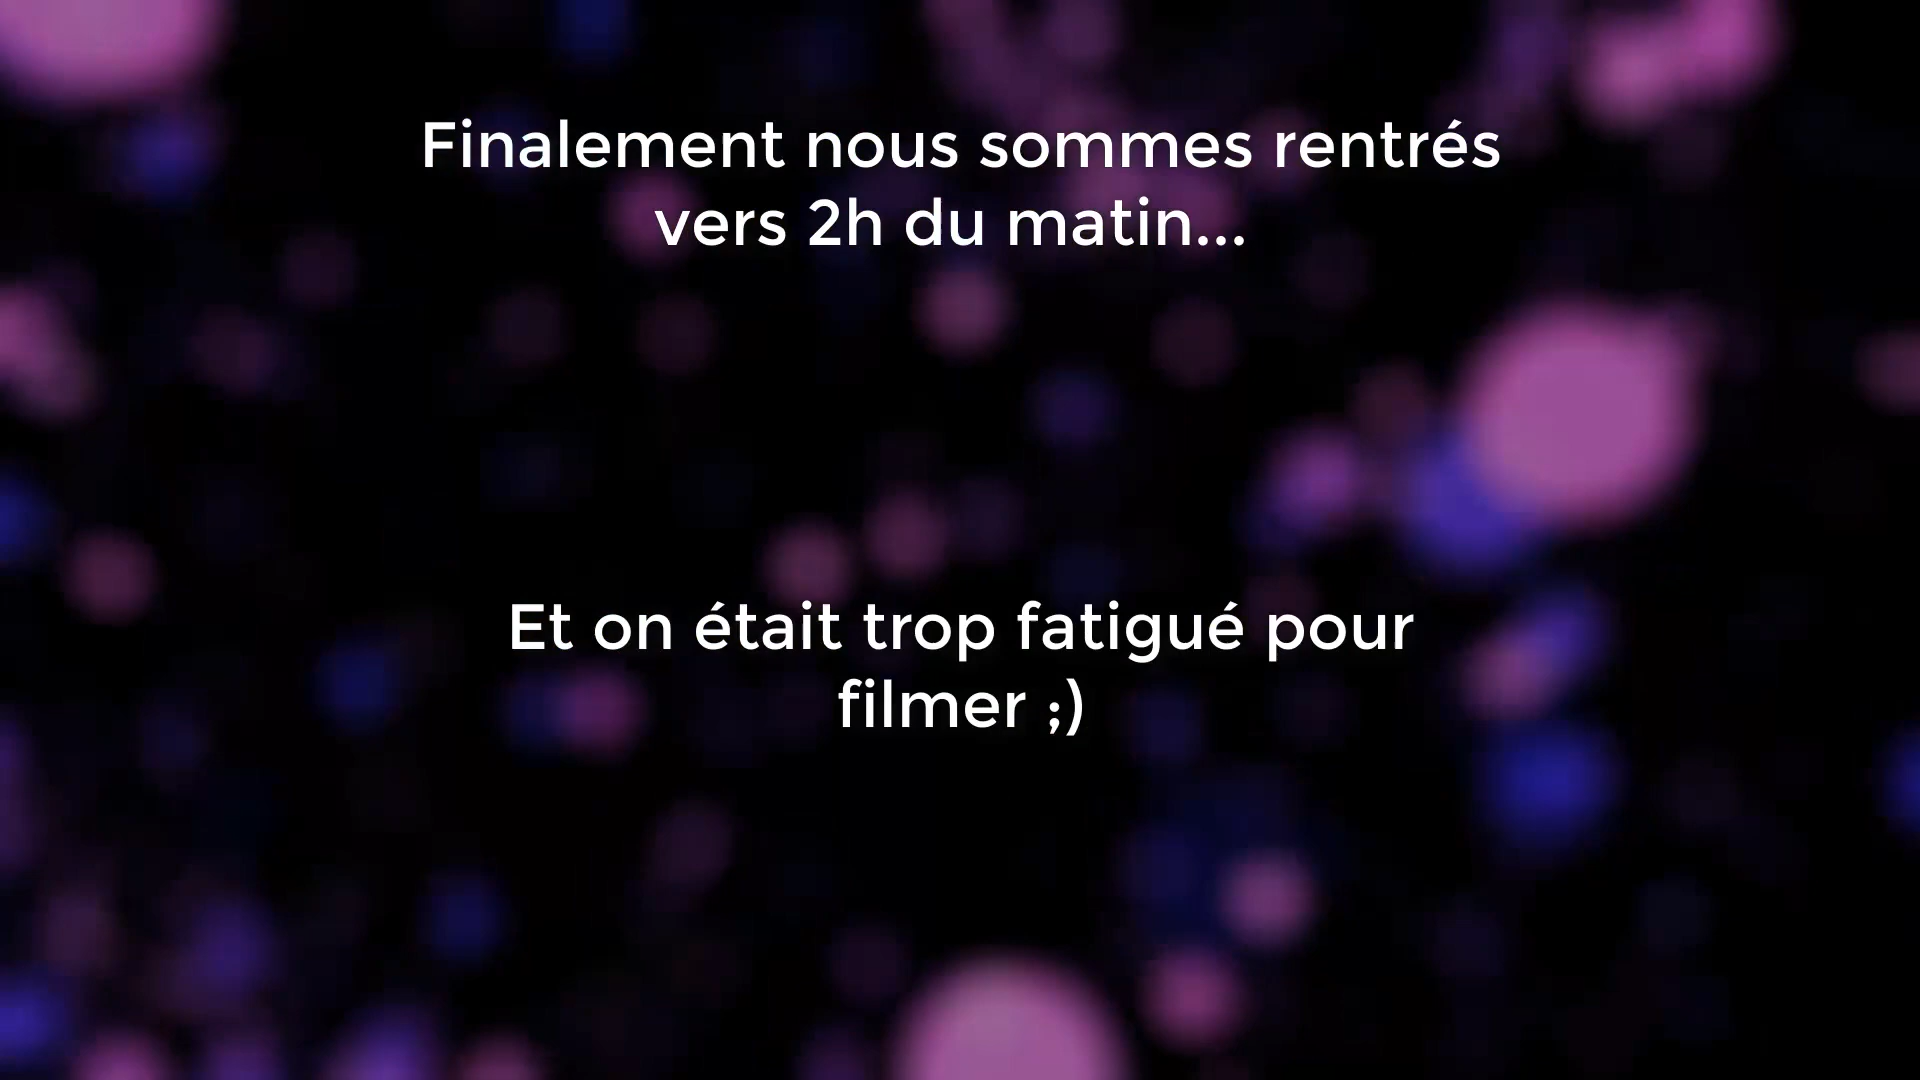 Finalement nous sommes rentrés
vers 2h du matin...
Et on était trop fatigué pour
filmer ;)